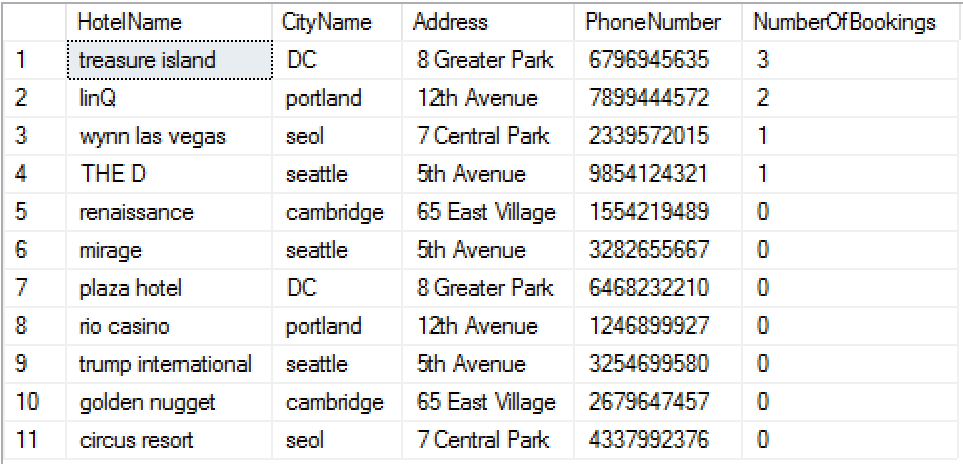 HotelName CityName Address PhoneNumber NumberOfBookings
1 treasure island DC 8 Greater Park 6796945635 3
2 linQ portland 12th Avenue 7899444572 2
3 wynn las vegas seol 7 Central Park 2339572015 1
4 THE D seattle 5th Avenue 9854124321 1
5 renaissance cambridge 65 East Village 1554219489 0
6 mirage seattle 5th Avenue 3282655667 0
7 plaza hotel DC 8 Greater Park 6468232210 0
8 rio casino portland 12th Avenue 1246899927 0
9 trump international seattle 5th Avenue 3254699580 0
10 golden nugget cambridge 65 East Village 2679647457 0
11 circus resort seol 7 Central Park 4337992376 0